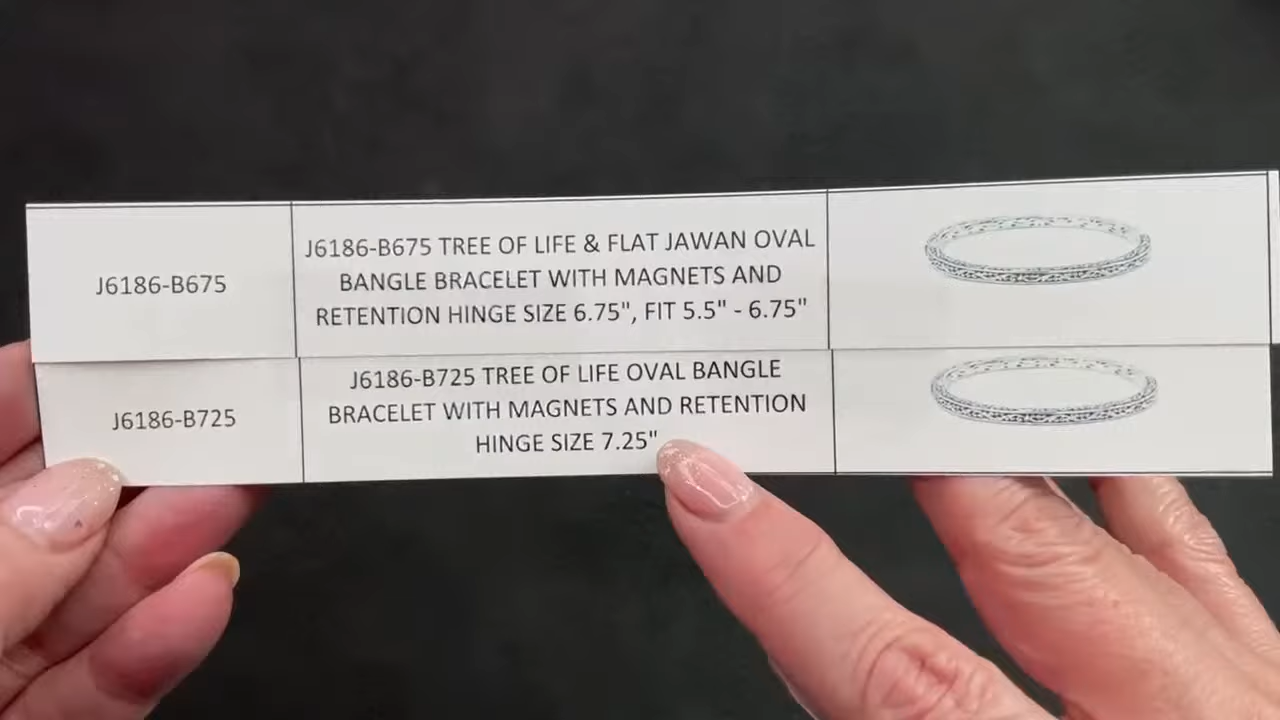 J6186-B675
J6186-B675 TREE OF LIFE & FLAT JAWAN OVAL
BANGLE BRACELET WITH MAGNETS AND
RETENTION HINGE SIZE 6.75", FIT 5.5" - 6.75"
J6186-B725
J6186-B725 TREE OF LIFE OVAL BANGLE
BRACELET WITH MAGNETS AND RETENTION
HINGE SIZE 7.25"